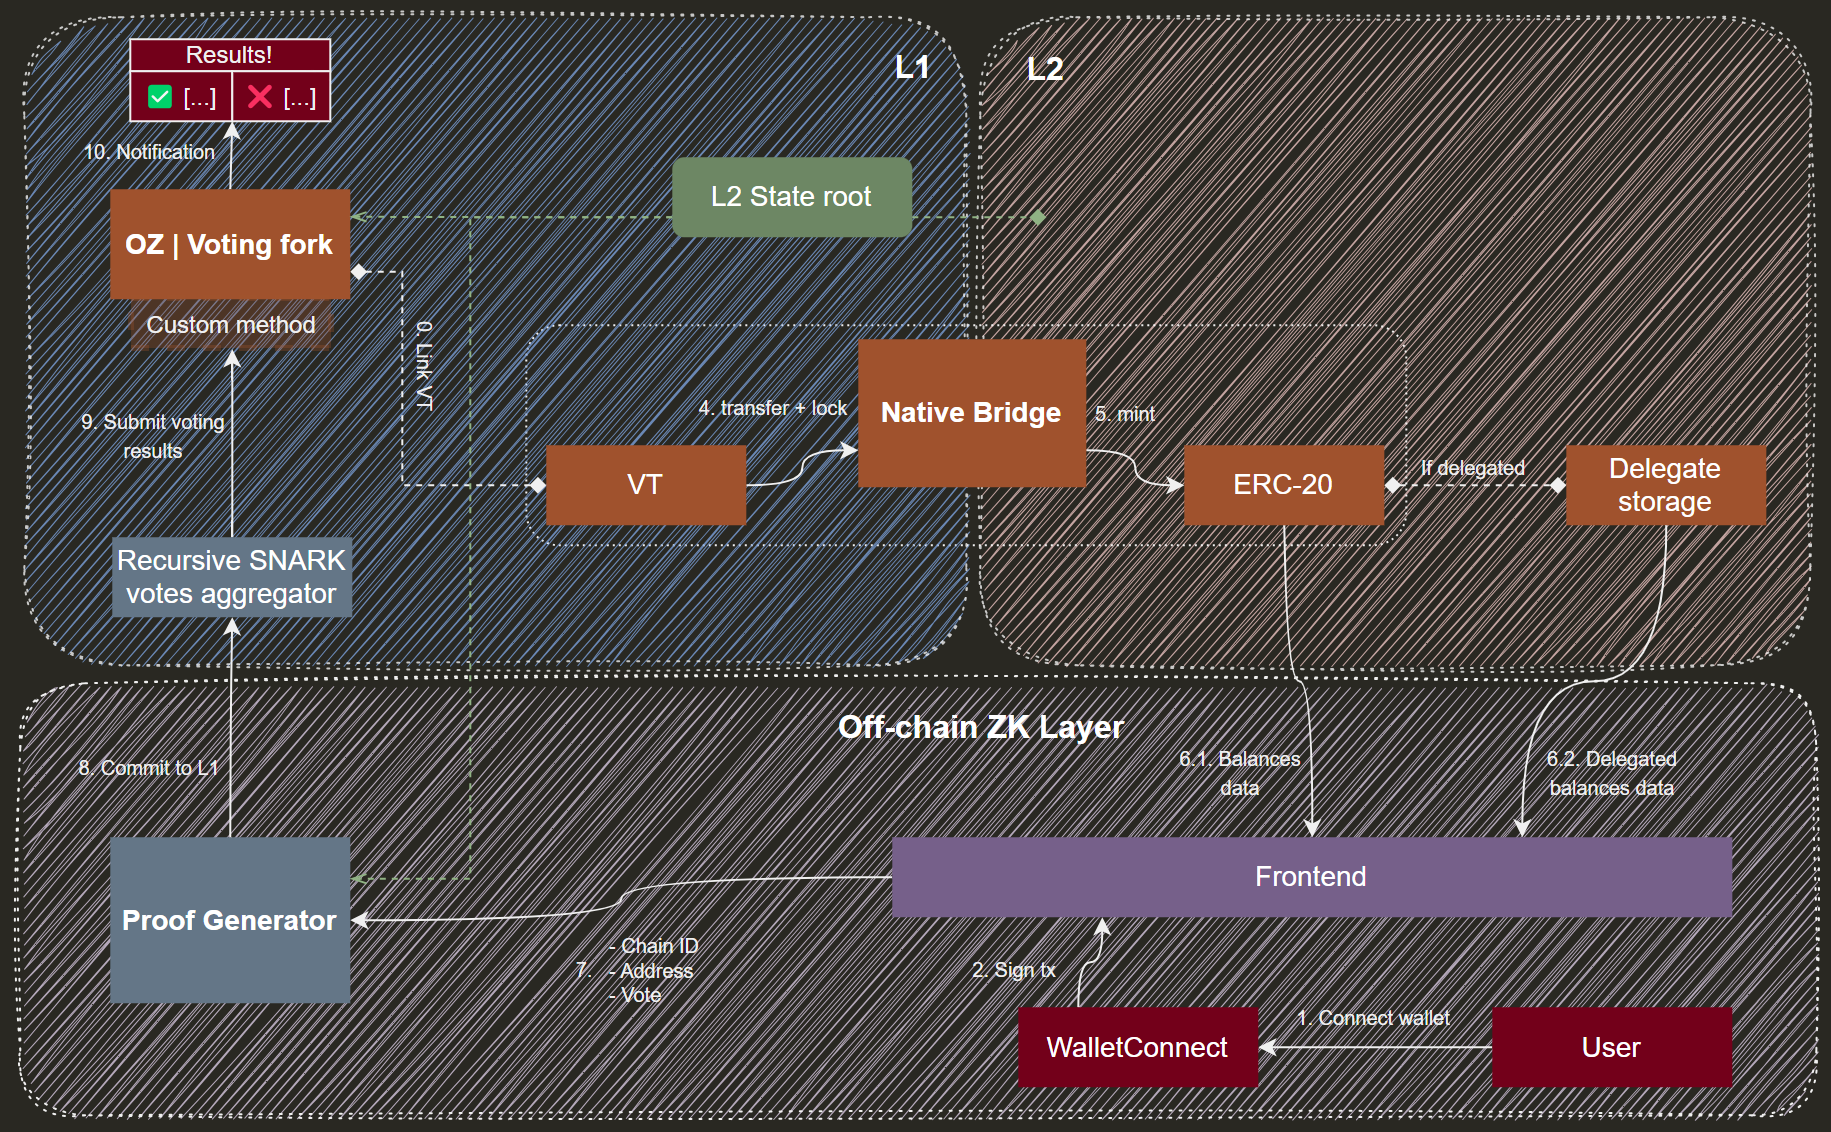 Results!
✅ [...] ❌ [...]
L1
L2
10. Notification
L2 State root
OZ | Voting fork
Custom method
0. Link VT
9. Submit voting
results
4. transfer + lock
Native Bridge
5. mint
VT
ERC-20
If delegated
Delegate
storage
Recursive SNARK
votes aggregator
Off-chain ZK Layer
8. Commit to L1
6.1. Balances
data
6.2. Delegated
balances data
Proof Generator
Frontend
7.
- Chain ID
- Address
- Vote
2. Sign tx
WalletConnect
1. Connect wallet
User